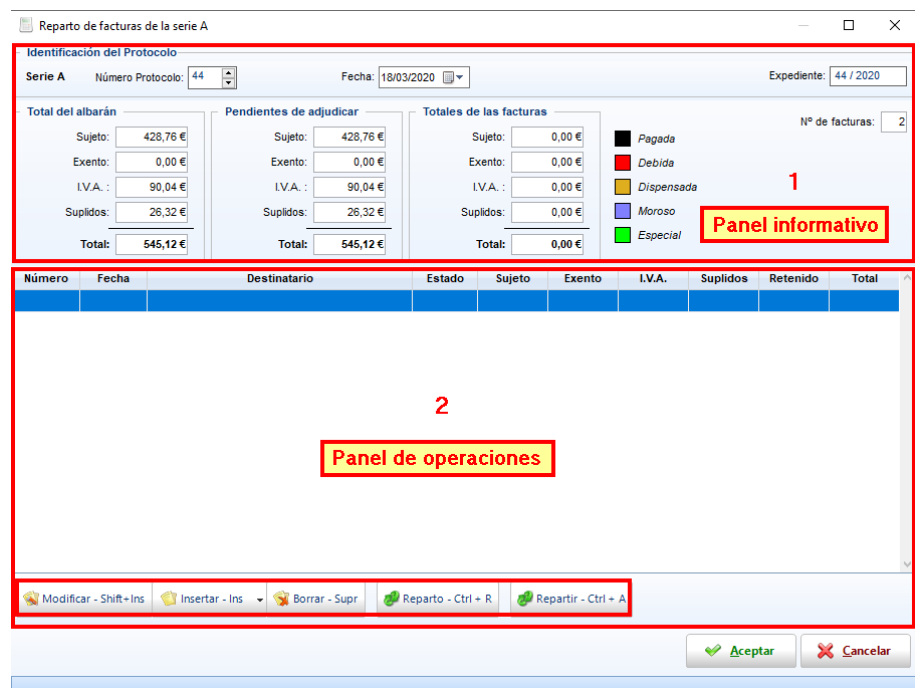 Reparto de facturas de la serie A
Identificación del Protocolo
Serie A Número Protocolo: 44 Fecha: 18/03/2020 Expediente: 44 / 2020
Total del albarán Pendientes de adjudicar Totales de las facturas Nº de facturas: 2
Sujeto: 428,76 € Sujeto: 428,76 € Sujeto: 0,00 € Pagada
Exento: 0,00 € Exento: 0,00 € Exento: 0,00 € Debida
I.V.A. : 90,04 € I.V.A. : 90,04 € I.V.A. : 0,00 € Dispensada 1
Suplidos: 26,32 € Suplidos: 26,32 € Suplidos: 0,00 € Moroso Panel informativo
Total: 545,12 € Total: 545,12 € Total: 0,00 € Especial
Número Fecha Destinatario Estado Sujeto Exento I.V.A. Suplidos Retenido Total
2
Panel de operaciones
Modificar - Shift+Ins Insertar - Ins Borrar - Supr Reparto - Ctrl + R Repartir - Ctrl + A
Aceptar Cancelar